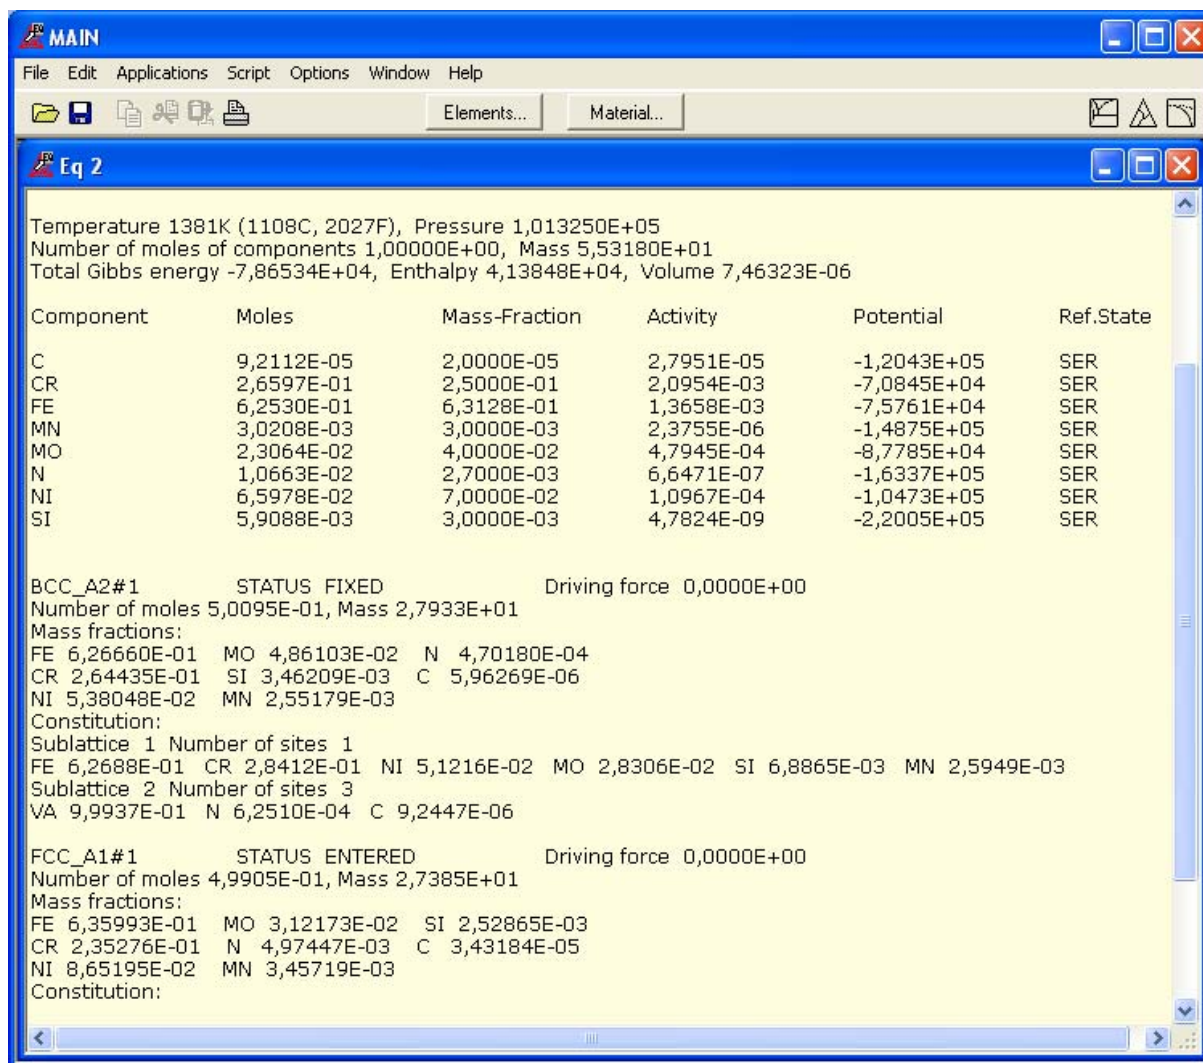 MAIN
File Edit Applications Script Options Window Help
Elements... Material...
Eq 2
Temperature 1381K (1108C, 2027F), Pressure 1,013250E+05
Number of moles of components 1,00000E+00, Mass 5,53180E+01
Total Gibbs energy -7,86534E+04, Enthalpy 4,13848E+04, Volume 7,46323E-06
Component Moles Mass-Fraction Activity Potential Ref.State
C 9,2112E-05 2,0000E-05 2,7951E-05 -1,2043E+05 SER
CR 2,6597E-01 2,5000E-01 2,0954E-03 -7,0845E+04 SER
FE 6,2530E-01 6,3128E-01 1,3658E-03 -7,5761E+04 SER
MN 3,0208E-03 3,0000E-03 2,3755E-06 -1,4875E+05 SER
MO 2,3064E-02 4,0000E-02 4,7945E-04 -8,7785E+04 SER
N 1,0663E-02 2,7000E-03 6,6471E-07 -1,6337E+05 SER
NI 6,5978E-02 7,0000E-02 1,0967E-04 -1,0473E+05 SER
SI 5,9088E-03 3,0000E-03 4,7824E-09 -2,2005E+05 SER
BCC_A2#1 STATUS FIXED Driving force 0,0000E+00
Number of moles 5,0095E-01, Mass 2,7933E+01
Mass fractions:
FE 6,26660E-01 MO 4,86103E-02 N 4,70180E-04
CR 2,64435E-01 SI 3,46209E-03 C 5,96269E-06
NI 5,38048E-02 MN 2,55179E-03
Constitution:
Sublattice 1 Number of sites 1
FE 6,2688E-01 CR 2,8412E-01 NI 5,1216E-02 MO 2,8306E-02 SI 6,8865E-03 MN 2,5949E-03
Sublattice 2 Number of sites 3
VA 9,9937E-01 N 6,2510E-04 C 9,2447E-06
FCC_A1#1 STATUS ENTERED Driving force 0,0000E+00
Number of moles 4,9905E-01, Mass 2,7385E+01
Mass fractions:
FE 6,35993E-01 MO 3,12173E-02 SI 2,52865E-03
CR 2,35276E-01 N 4,97447E-03 C 3,43184E-05
NI 8,65195E-02 MN 3,45719E-03
Constitution: